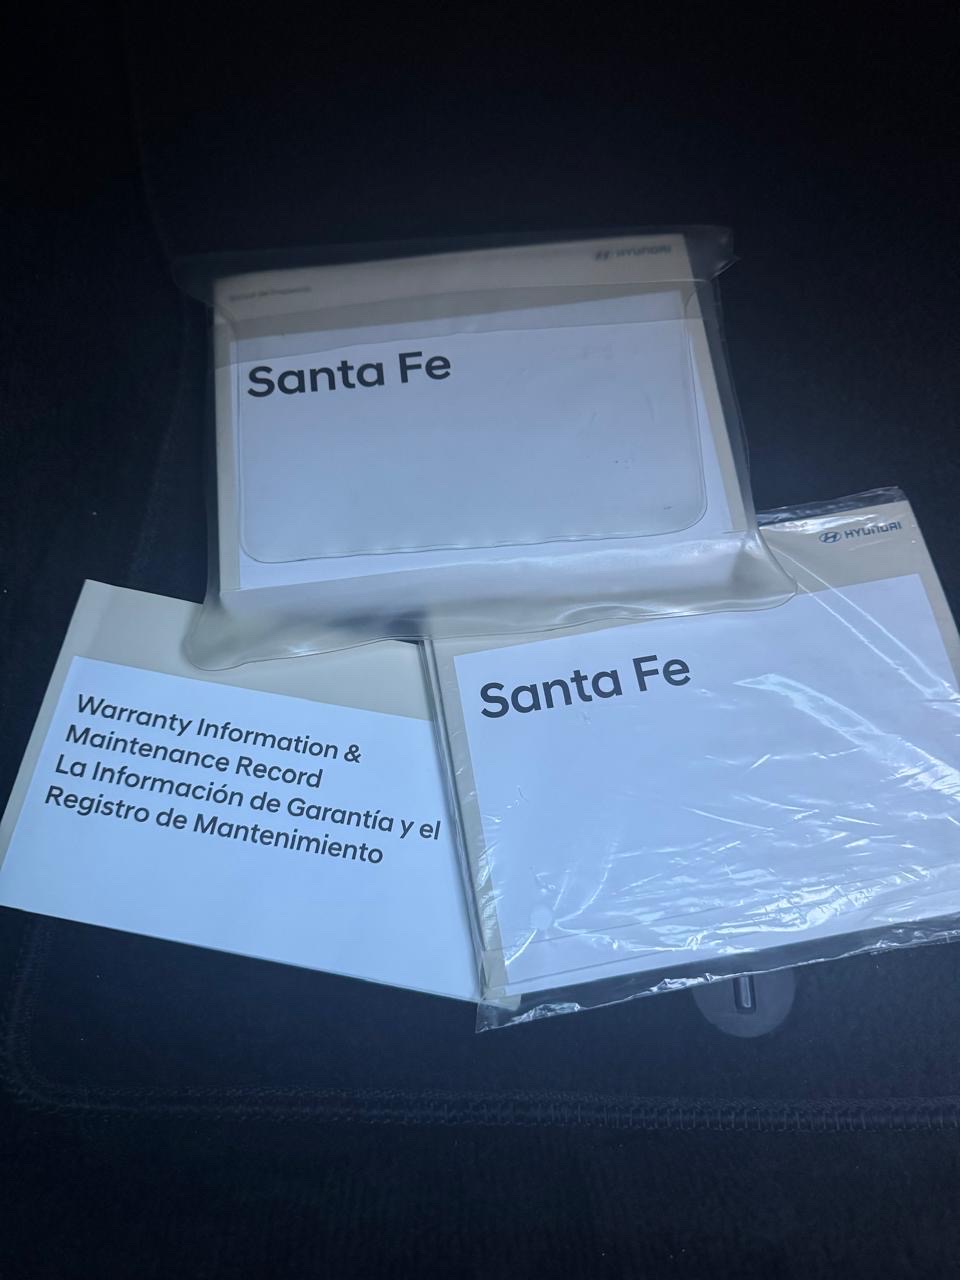 HYUNDAI
Santa Fe
HYUNDAI
Santa Fe
Warranty Information &
Maintenance Record
La Información de Garantía y el
Registro de Mantenimiento